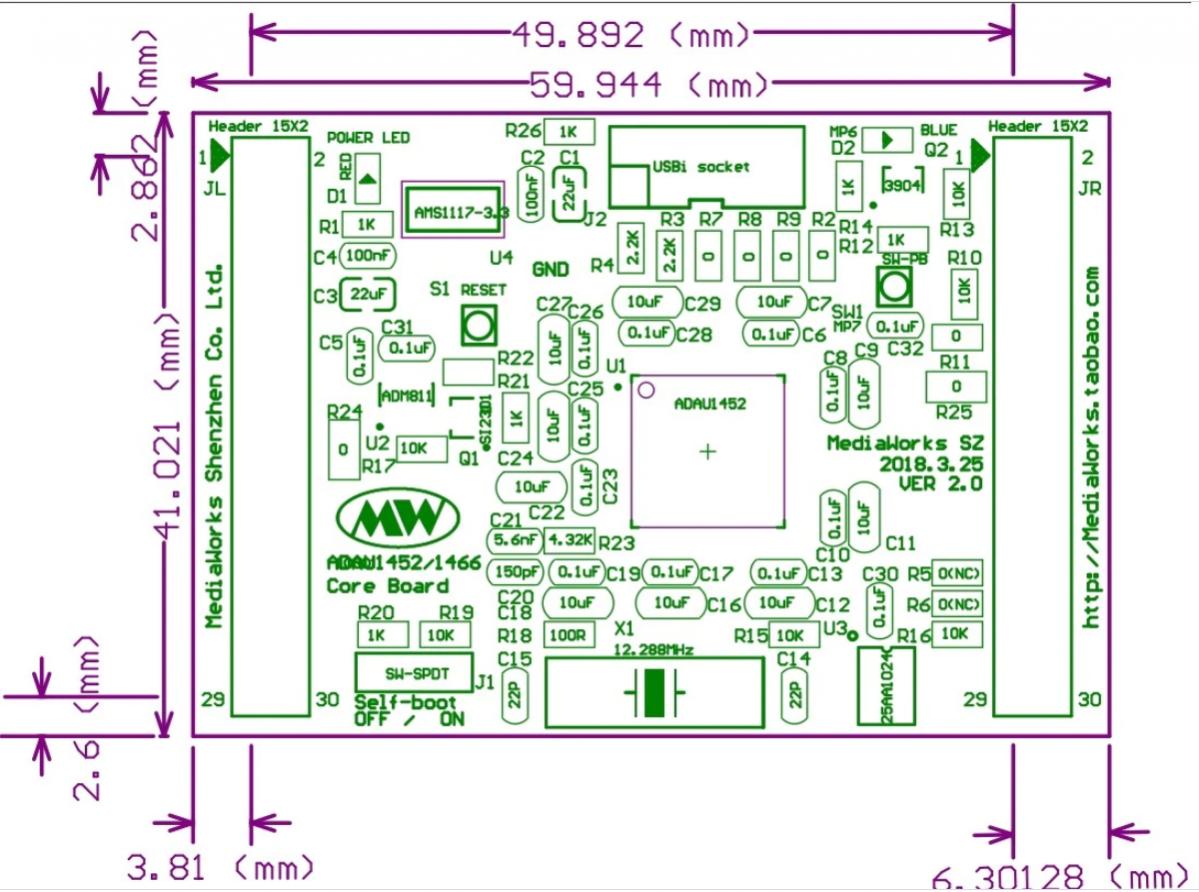 49.892 (mm)
59.944 (mm)
2.862 (mm)
41.021 (mm)
2.6 (mm)
3.81 (mm)
6.30128 (mm)
Header 15X2
1
2
JL
29
30
MediaWorks Shenzhen Co. Ltd.
POWER LED
RED
D1
R1
1K
C4
100nF
C3
22uF
AMS1117-3.3
U4
R26
1K
C2
100nF
C1
22uF
J2
USBi socket
GND
R4
2.2K
R3
2.2K
R7
0
R8
0
R9
0
R2
0
MP6
D2
BLUE
Q2
1K
3904
R14
R12
1K
SW-PB
SW1
MP7
0.1uF
C32
Header 15X2
1
2
JR
10K
R13
R10
10K
0
R11
0
R25
http://MediaWorks.taobao.com
S1 RESET
C5
0.1uF
C31
0.1uF
ADM811
U2
R24
0
R17
10K
Q1
SI2301
R22
R21
1K
C27
10uF
C26
0.1uF
C25
0.1uF
10uF
C24
10uF
C22
0.1uF
C23
10uF
C29
0.1uF
C28
10uF
C7
0.1uF
C6
U1
ADAU1452
C8
0.1uF
C9
10uF
MediaWorks SZ
2018.3.25
VER 2.0
0.1uF
C10
10uF
C11
MW
ADAU1452/1466
Core Board
C21
5.6nF
4.32K
R23
150pF
C20
0.1uF
C19
0.1uF
C17
0.1uF
C13
C18
10uF
10uF
C16
10uF
C12
C30
0.1uF
R5
0(NC)
R6
0(NC)
R16
10K
R20
1K
R19
10K
SW-SPDT
J1
Self-boot
OFF / ON
R18
100R
X1
12.288MHz
R15
10K
U3
C15
22P
C14
22P
25AA1024
29
30